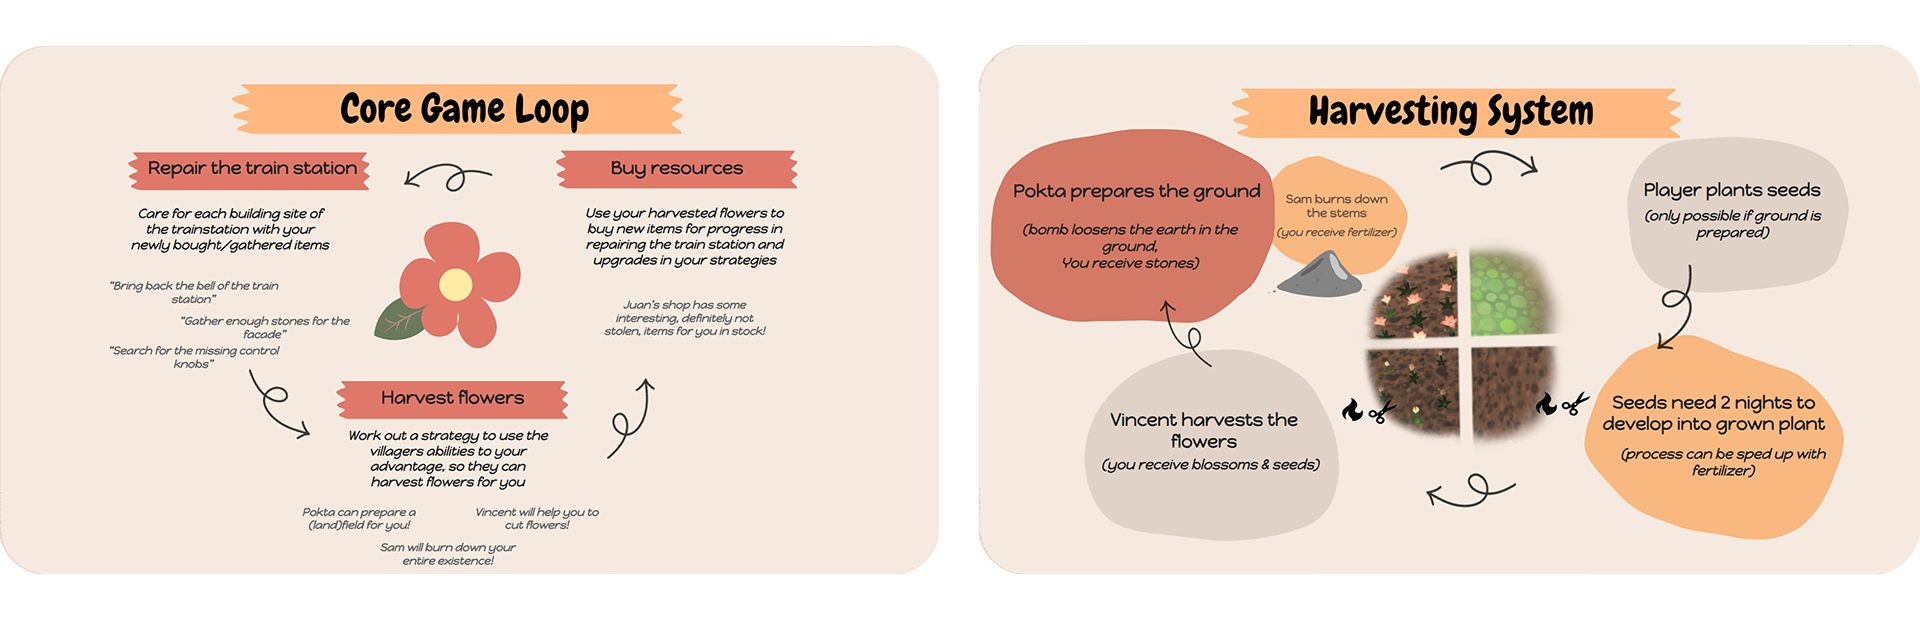 Core Game Loop
Repair the train station
Care for each building site of
the trainstation with your
newly bought/gathered items
"Bring back the bell of the train
station"
"Gather enough stones for the
facade"
"Search for the missing control
knobs"
Buy resources
Use your harvested flowers to
buy new items for progress in
repairing the train station and
upgrades in your strategies
Juan's shop has some
interesting, definitely not
stolen, items for you in stock!
Harvest flowers
Work out a strategy to use the
villagers abilities to your
advantage, so they can
harvest flowers for you
Pokta can prepare a
(land)field for you!
Vincent will help you to
cut flowers!
Sam will burn down your
entire existence!
Harvesting System
Pokta prepares the ground
(bomb loosens the earth in the
ground,
You receive stones)
Sam burns down
the stems
(you receive fertilizer)
Player plants seeds
(only possible if ground is
prepared)
Seeds need 2 nights to
develop into grown plant
(process can be sped up with
fertilizer)
Vincent harvests the
flowers
(you receive blossoms & seeds)